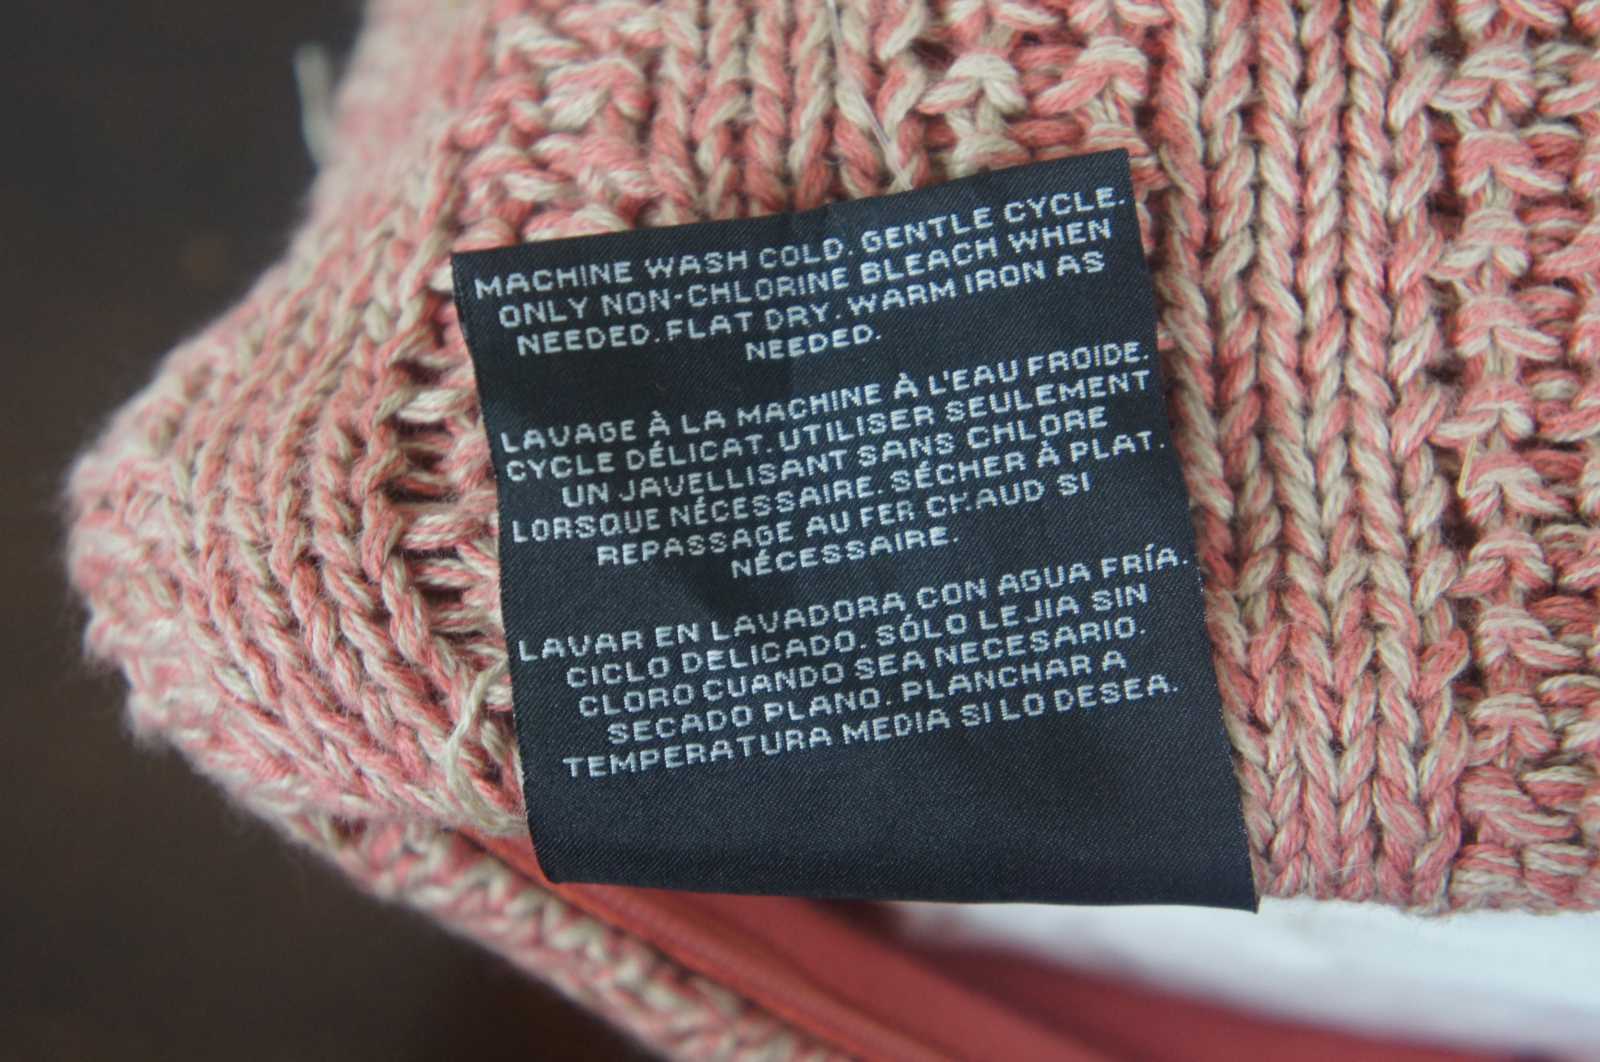 MACHINE WASH COLD. GENTLE CYCLE.
ONLY NON-CHLORINE BLEACH WHEN
NEEDED. FLAT DRY. WARM IRON AS
NEEDED.
LAVAGE À LA MACHINE À L'EAU FROIDE.
CYCLE DÉLICAT. UTILISER SEULEMENT
UN JAVELLISANT SANS CHLORE
LORSQUE NÉCESSAIRE. SÉCHER À PLAT.
REPASSAGE AU FER CHAUD SI
NÉCESSAIRE.
LAVAR EN LAVADORA CON AGUA FRÍA.
CICLO DELICADO. SÓLO LEJIA SIN
CLORO CUANDO SEA NECESARIO.
SECADO PLANO. PLANCHAR A
TEMPERATURA MEDIA SI LO DESEA.